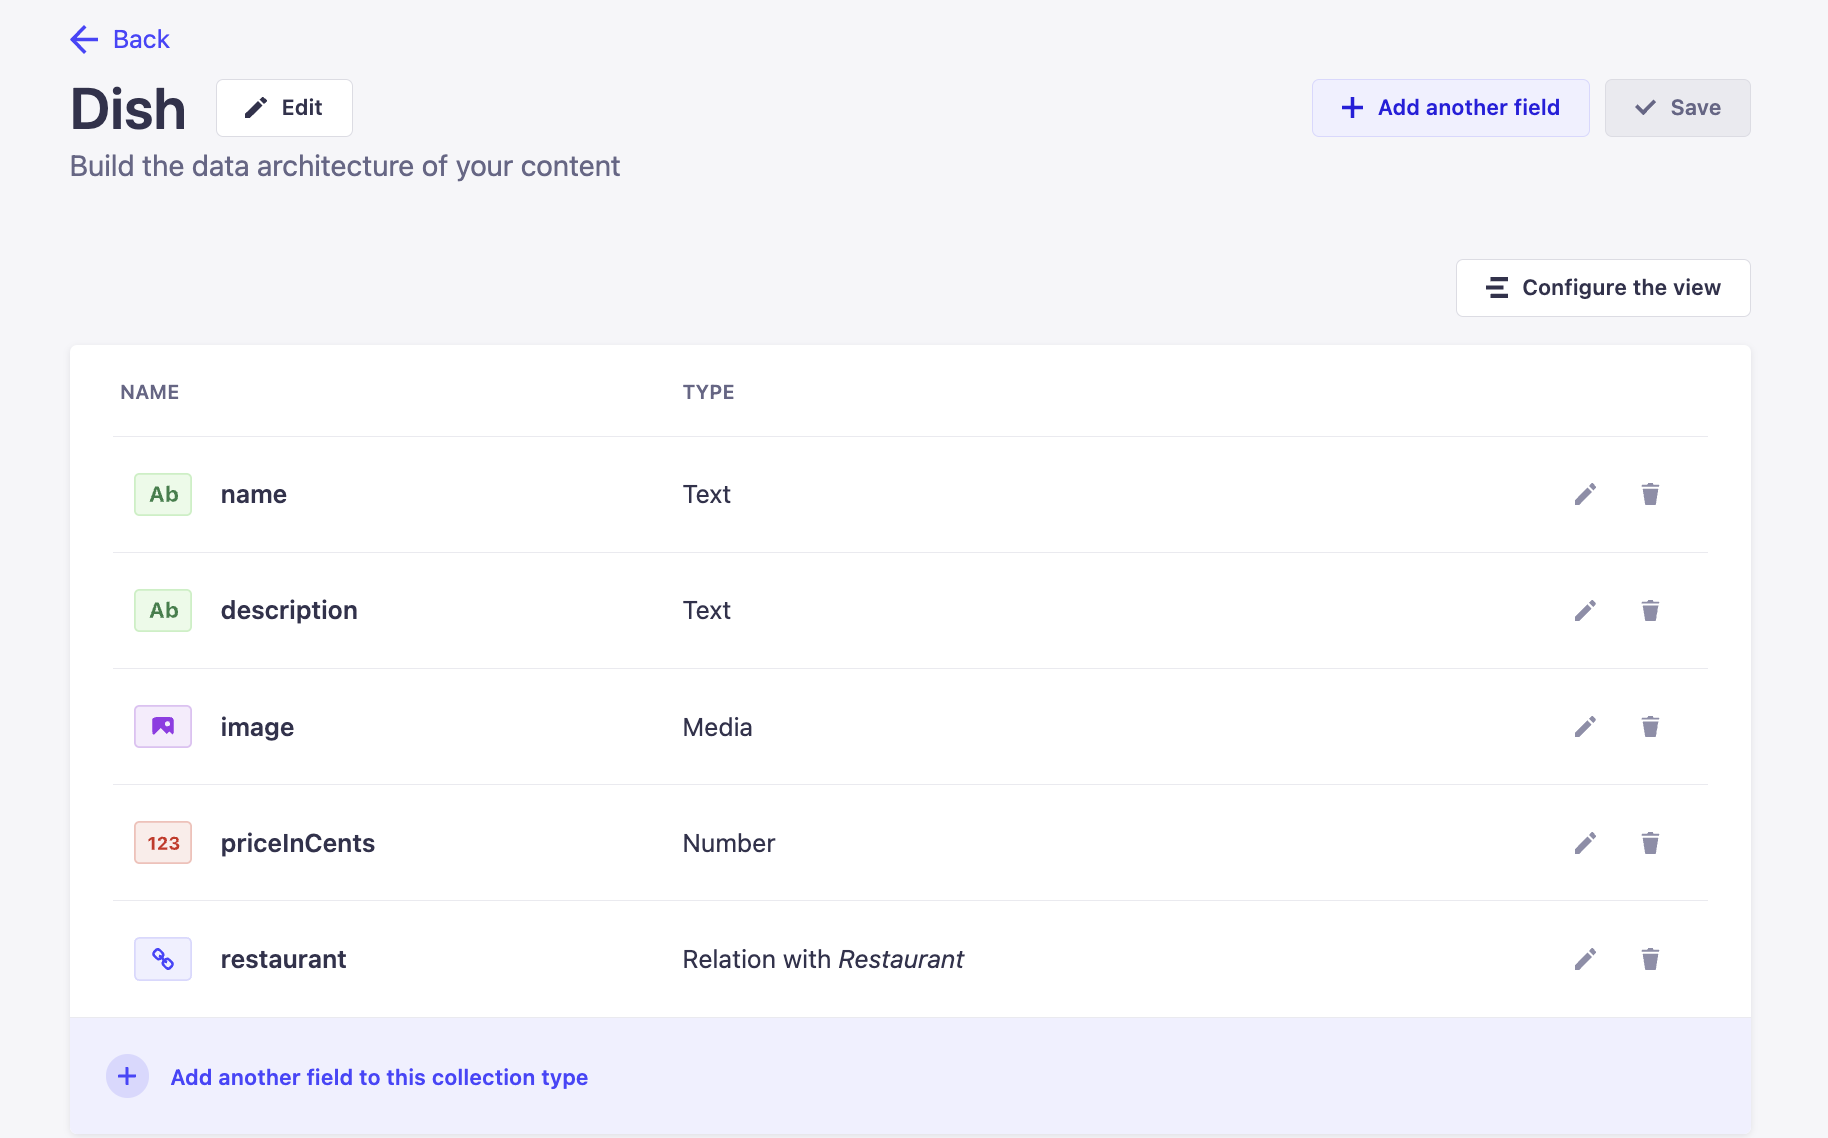 Back
Dish
Edit
Add another field
Save
Build the data architecture of your content
Configure the view
NAME TYPE
Ab name Text
Ab description Text
image Media
123 priceInCents Number
restaurant Relation with Restaurant
Add another field to this collection type